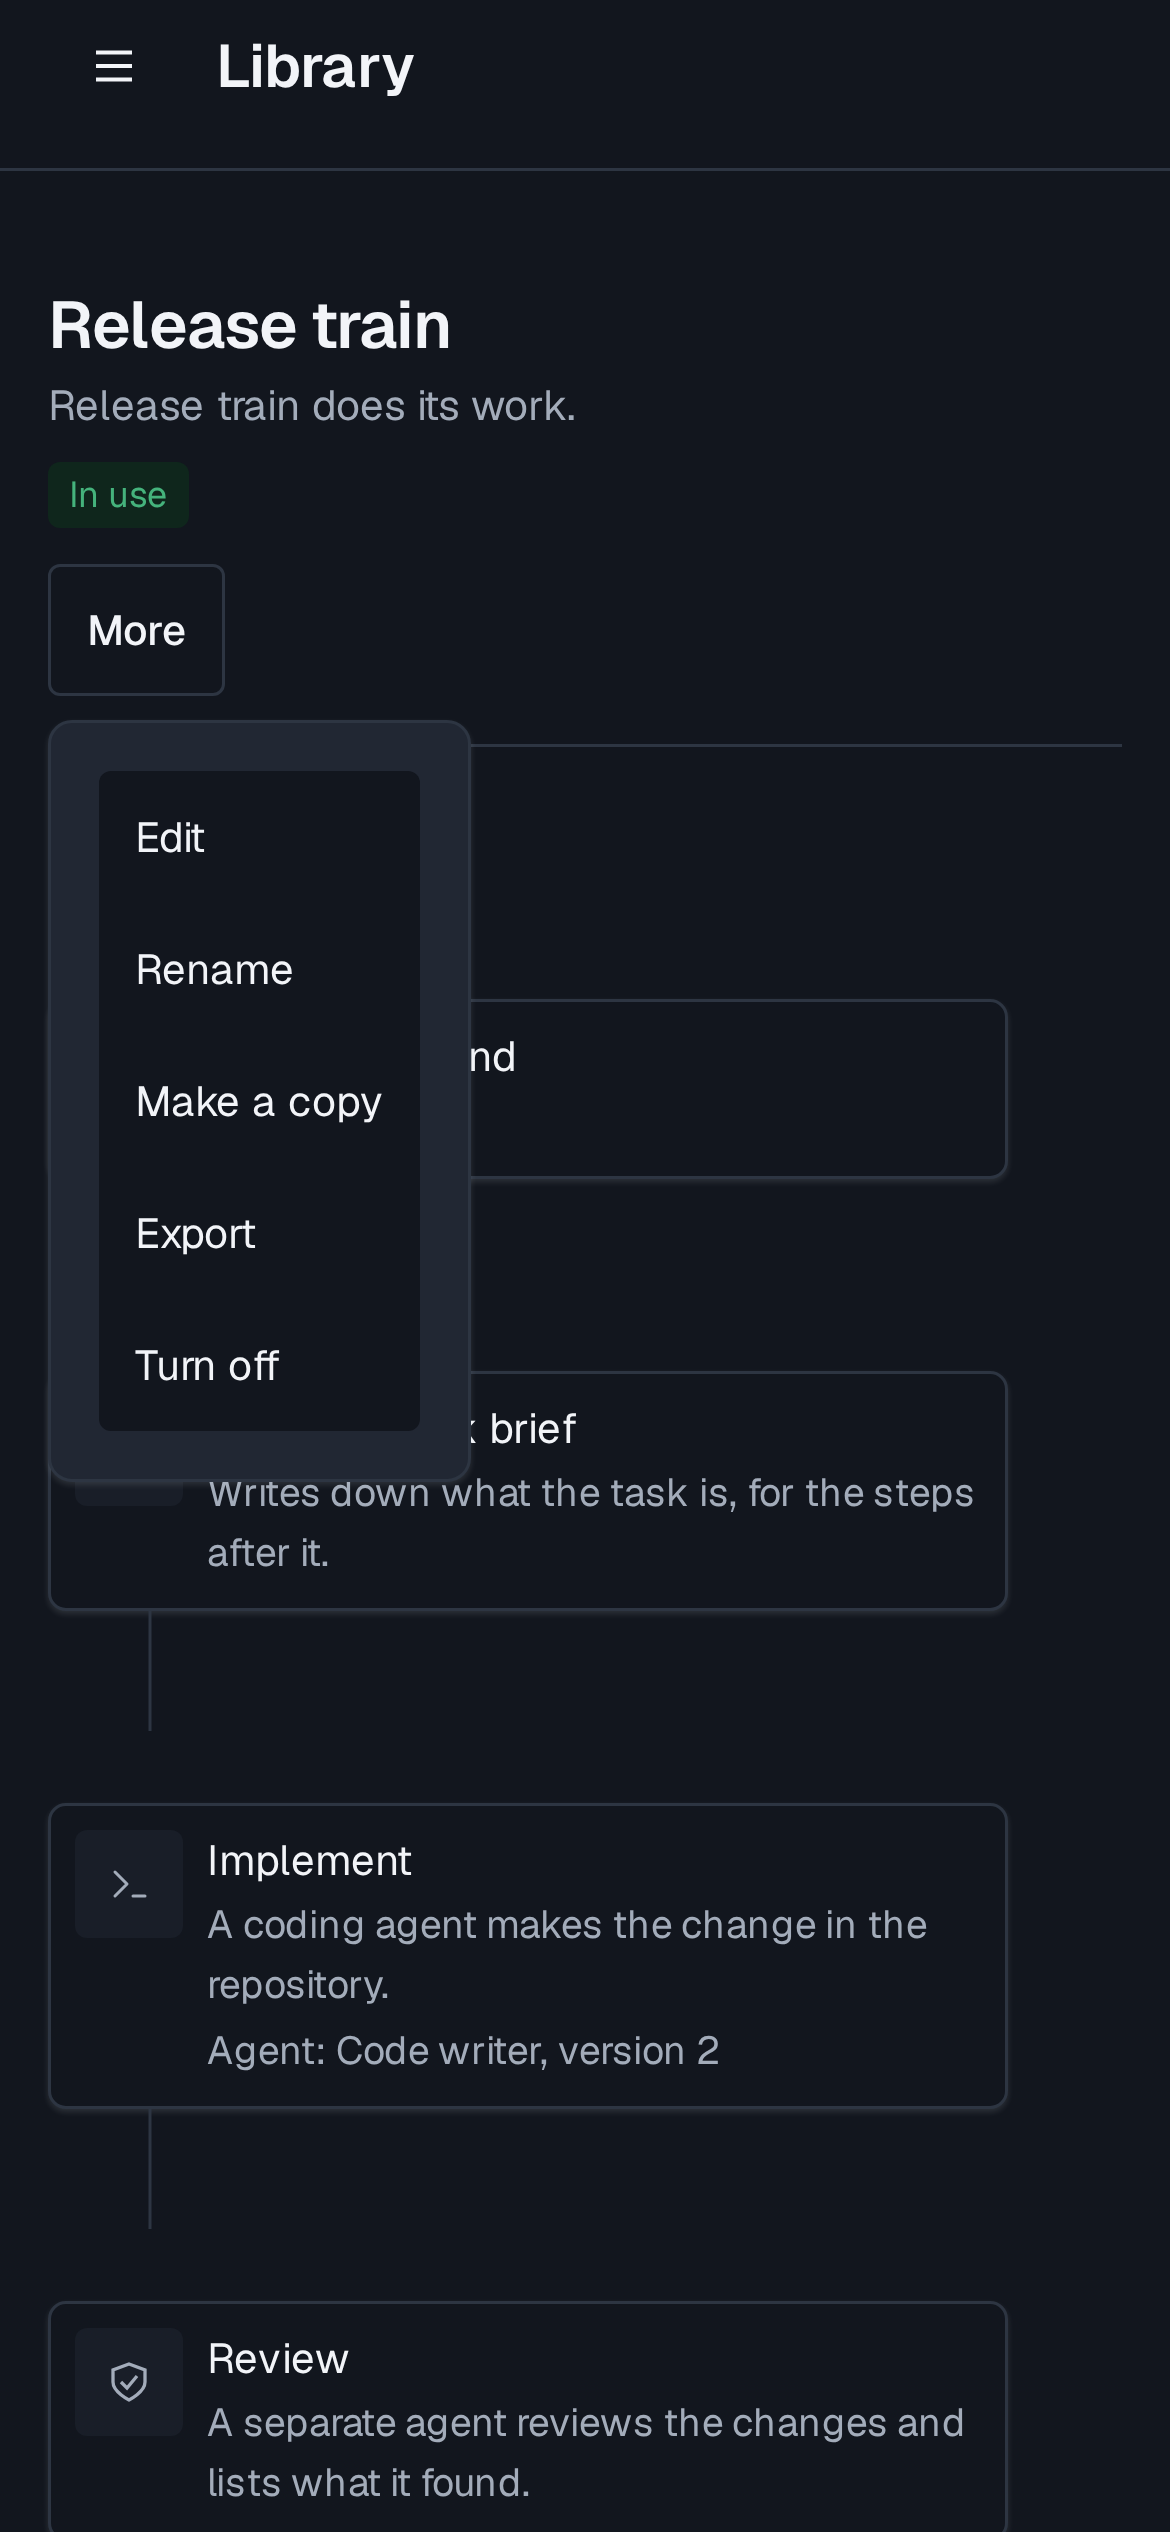 Library
Release train
Release train does its work.
In use
More
Edit
Rename
Make a copy
Export
Turn off
brief
Writes down what the task is, for the steps
after it.
Implement
A coding agent makes the change in the
repository.
Agent: Code writer, version 2
Review
A separate agent reviews the changes and
lists what it found.